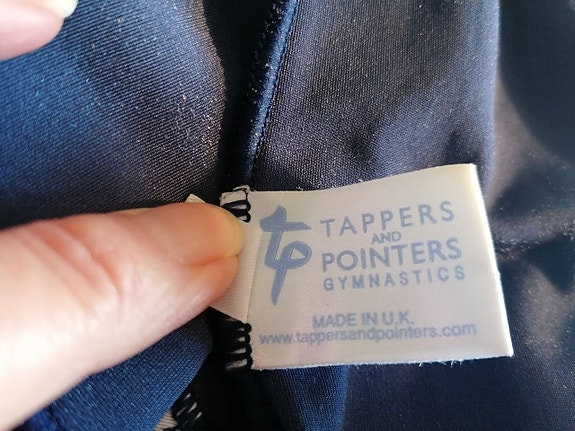 tp
TAPPERS
AND
POINTERS
GYMNASTICS
MADE IN U.K.
www.tappersandpointers.com